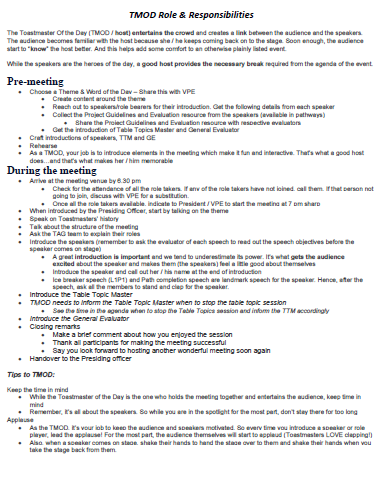 TMOD Role & Responsibilities
The Toastmaster Of the Day (TMOD / host) entertains the crowd and creates a link between the audience and the speakers.
The audience becomes familiar with the host because she / he keeps coming back on to the stage. Soon enough, the audience
start to "know" the host better. And this helps add some comfort to an otherwise plainly listed event.
While the speakers are the heroes of the day, a good host provides the necessary break required from the agenda of the event.
Pre-meeting
• Choose a Theme & Word of the Day – Share this with VPE
• Create content around the theme
• Reach out to speakers/role bearers for their introduction. Get the following details from each speaker
• Collect the Project Guidelines and Evaluation resource from the speakers (available in pathways)
• Share the Project Guidelines and Evaluation resource with respective evaluators
• Get the introduction of Table Topics Master and General Evaluator
• Craft introductions of speakers, TTM and GE
• Rehearse
• As a TMOD, your job is to introduce elements in the meeting which make it fun and interactive. That's what a good host
does...and that's what makes her / him memorable
During the meeting
• Arrive at the meeting venue by 6.30 pm
• Check for the attendance of all the role takers. If any of the role takers have not joined, call them. If that person not
going to join, discuss with VPE for a substitution.
• Once all the role takers available, Indicate to President / VPE to start the meeting at 7 pm sharp
• When introduced by the Presiding Officer, start by talking on the theme
• Speak on Toastmasters' history
• Talk about the structure of the meeting
• Ask the TAG team to explain their roles
• Introduce the speakers (remember to ask the evaluator of each speech to read out the speech objectives before the
speaker comes on stage)
• A great introduction is important and we tend to underestimate its power. It's what gets the audience
excited about the speaker and makes them (the speakers) feel a little good about themselves
• Introduce the speaker and call out her / his name at the end of introduction
• Ice breaker speech (L1P1) and Path completion speech are landmark speech for the speaker. Hence, after the
speech, ask all the members to stand and clap for the speaker.
• Introduce the Table Topic Master
• TMOD needs to inform the Table Topic Master when to stop the table topic session
• See the time in the agenda when to stop the Table Topics session and inform the TTM accordingly
• Introduce the General Evaluator
• Closing remarks
• Make a brief comment about how you enjoyed the session
• Thank all participants for making the meeting successful
• Say you look forward to hosting another wonderful meeting soon again
• Handover to the Presiding officer
Tips to TMOD:
Keep the time in mind
• While the Toastmaster of the Day is the one who holds the meeting together and entertains the audience, keep time in
mind
• Remember, it's all about the speakers. So while you are in the spotlight for the most part, don't stay there for too long
Applause
• As the TMOD, it's your job to keep the audience and speakers motivated. So every time you introduce a speaker or role
player, lead the applause! For the most part, the audience themselves will start to applaud (Toastmasters LOVE clapping!)
• Also, when a speaker comes on stage, shake their hands to hand the stage over to them and shake their hands when you
take the stage back from them.